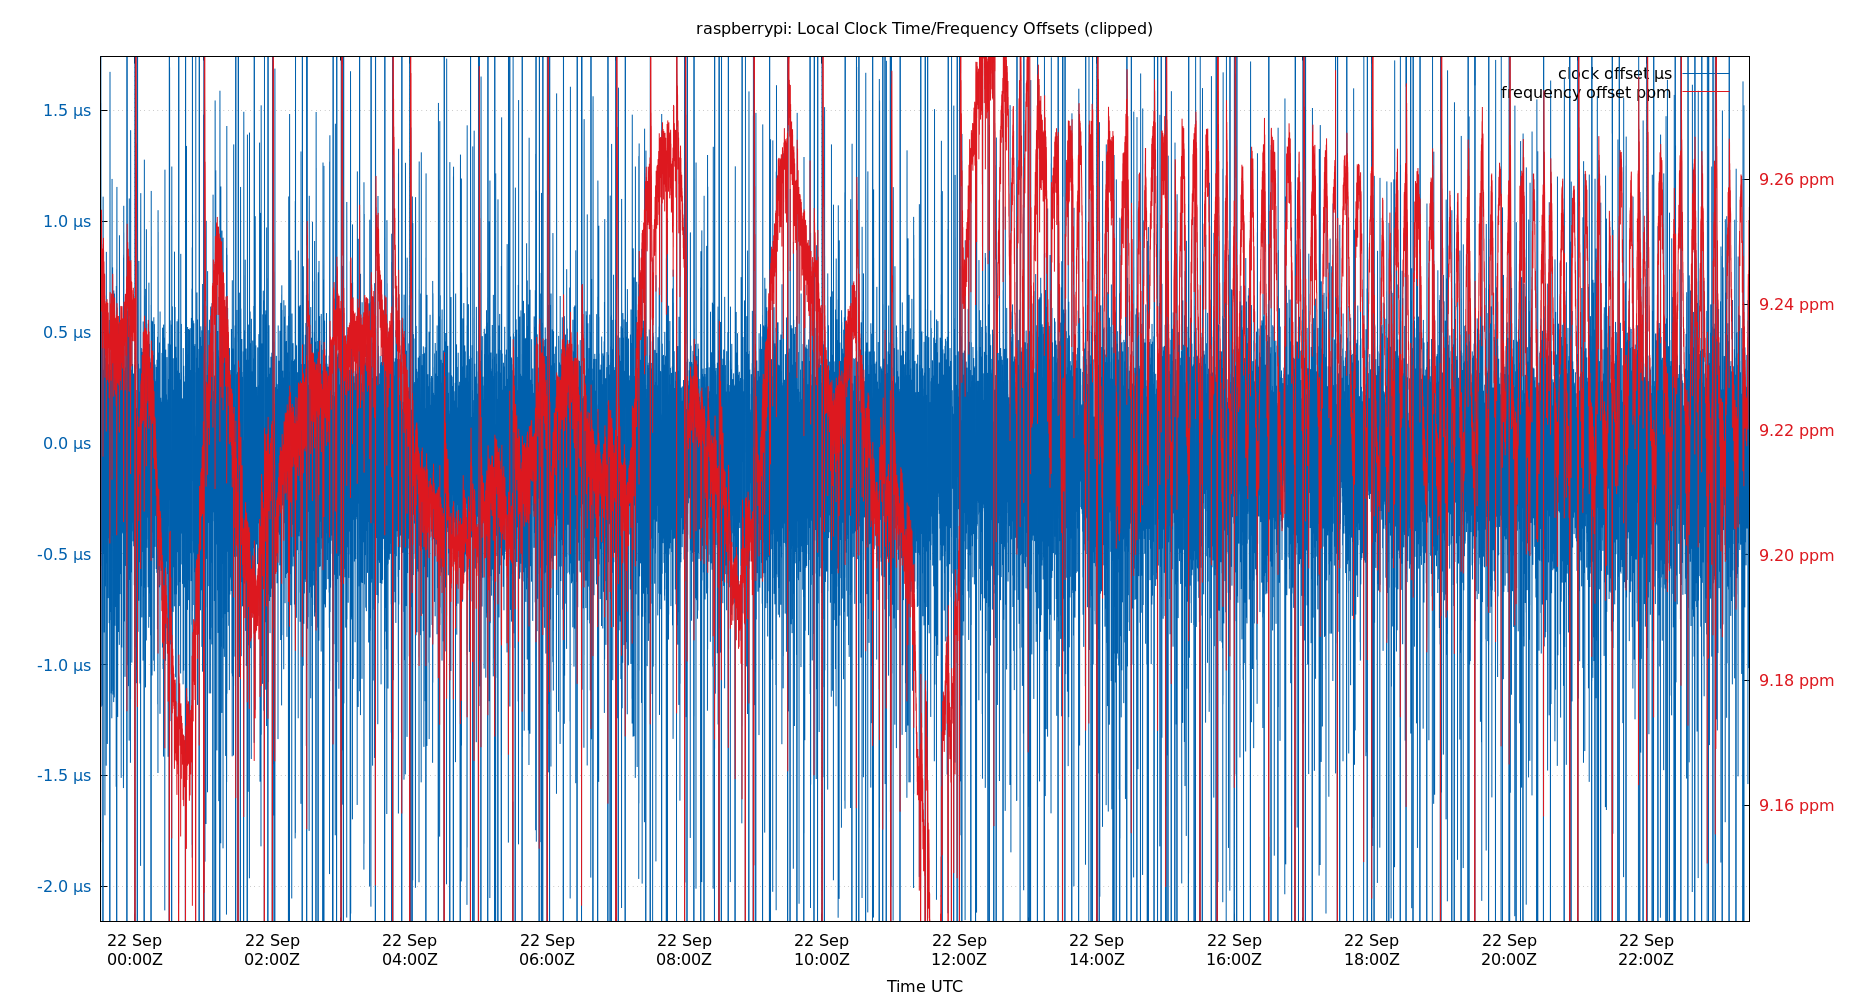 raspberrypi: Local Clock Time/Frequency Offsets (clipped)
clock offset µs
frequency offset ppm
1.5 µs
1.0 µs
0.5 µs
0.0 µs
-0.5 µs
-1.0 µs
-1.5 µs
-2.0 µs
9.26 ppm
9.24 ppm
9.22 ppm
9.20 ppm
9.18 ppm
9.16 ppm
22 Sep 22 Sep 22 Sep 22 Sep 22 Sep 22 Sep 22 Sep 22 Sep 22 Sep 22 Sep 22 Sep 22 Sep
00:00Z 02:00Z 04:00Z 06:00Z 08:00Z 10:00Z 12:00Z 14:00Z 16:00Z 18:00Z 20:00Z 22:00Z
Time UTC